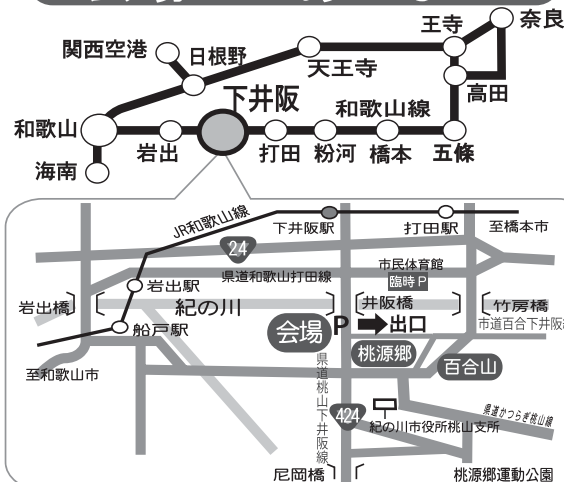 王寺
奈良
関西空港
日根野
天王寺
高田
下井阪
和歌山線
和歌山
岩出
打田
粉河
橋本
五條
海南
JR和歌山線
下井阪駅
打田駅
至橋本市
24
県道和歌山打田線
市民体育館
臨時P
岩出駅
岩出橋
紀の川
井阪橋
竹房橋
船戸駅
会場
P
出口
市道百合下井阪線
桃源郷
百合山
至和歌山市
県道桃山下井阪線
424
県道かつらぎ桃山線
紀の川市役所桃山支所
尼岡橋
桃源郷運動公園